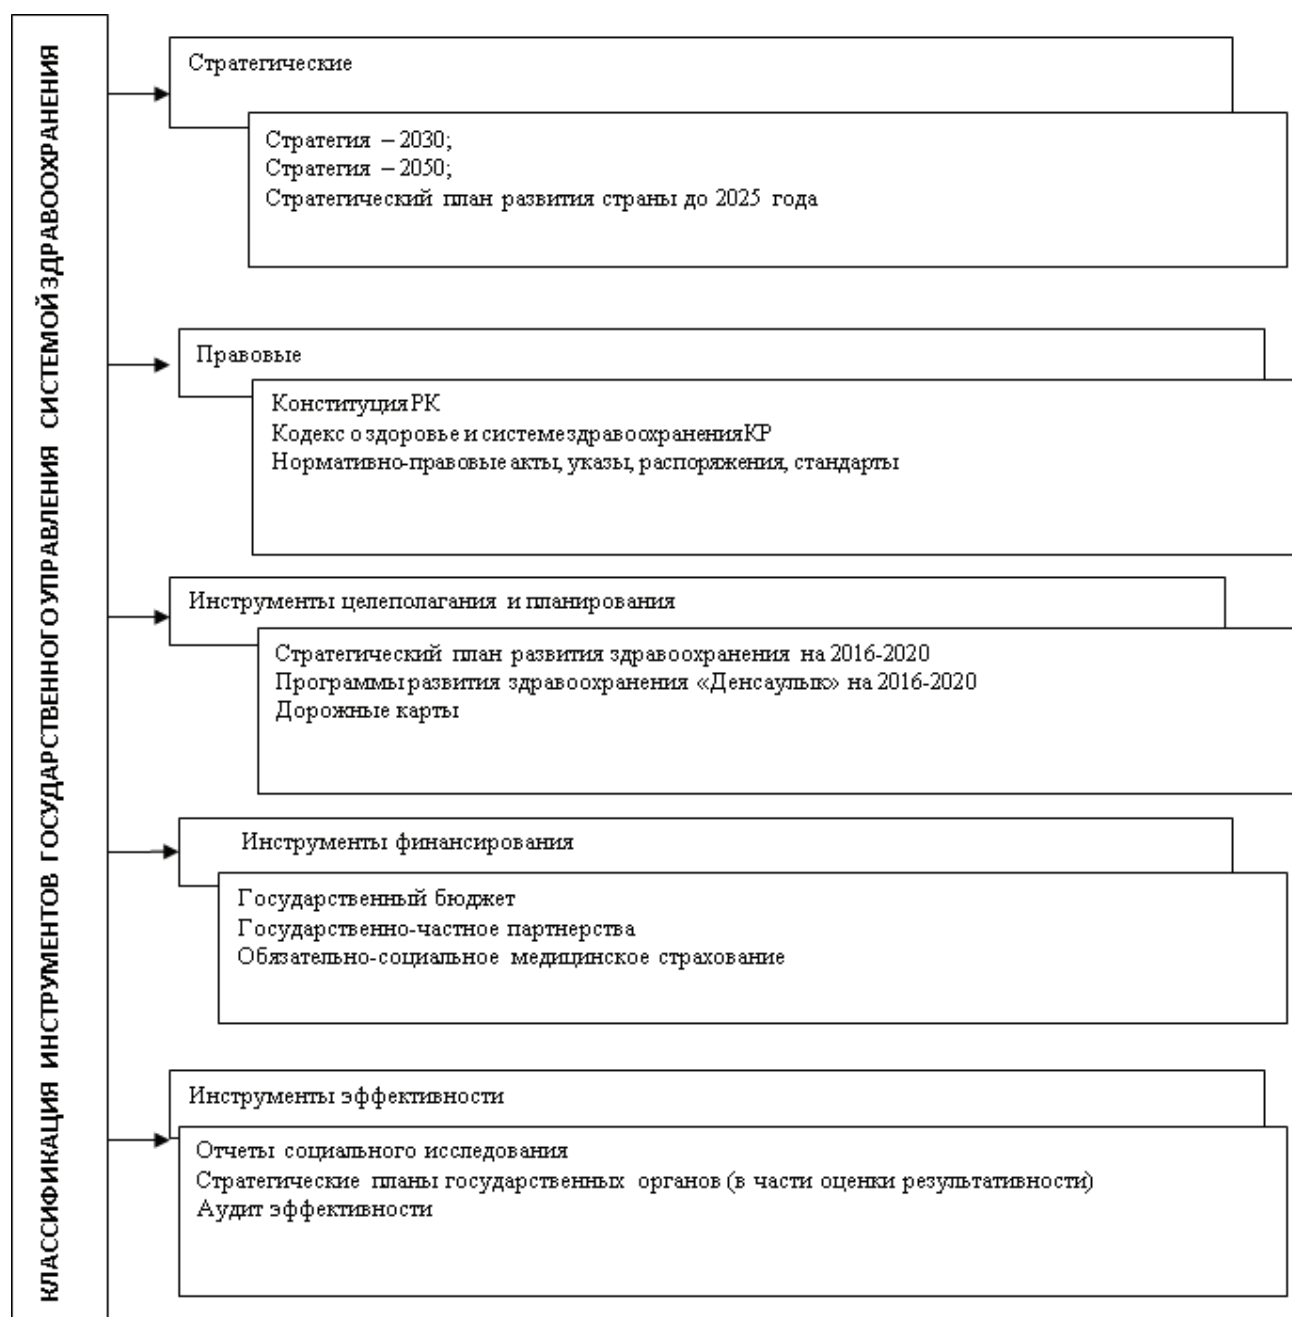 КЛАССИФИКАЦИЯ ИНСТРУМЕНТОВ ГОСУДАРСТВЕННОГО УПРАВЛЕНИЯ СИСТЕМОЙ ЗДРАВООХРАНЕНИЯ
Стратегические
Стратегия – 2030;
Стратегия – 2050;
Стратегический план развития страны до 2025 года
Правовые
Конституция РК
Кодекс о здоровье и системе здравоохранения КР
Нормативно-правовые акты, указы, распоряжения, стандарты
Инструменты целеполагания и планирования
Стратегический план развития здравоохранения на 2016-2020
Программы развития здравоохранения «Денсаулык» на 2016-2020
Дорожные карты
Инструменты финансирования
Государственный бюджет
Государственно-частное партнерства
Обязательно-социальное медицинское страхование
Инструменты эффективности
Отчеты социального исследования
Стратегические планы государственных органов (в части оценки результативности)
Аудит эффективности